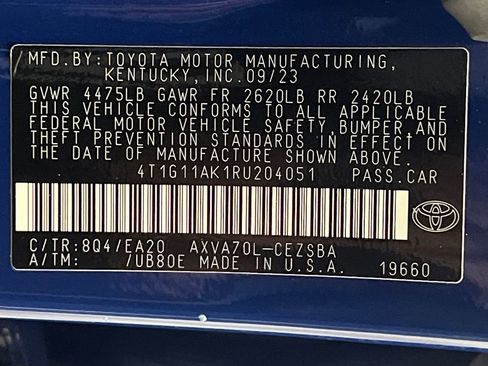 MFD.BY:TOYOTA MOTOR MANUFACTURING,
KENTUCKY,INC.09/23
GVWR 4475LB GAWR FR 2620LB RR 2420LB
THIS VEHICLE CONFORMS TO ALL APPLICABLE
FEDERAL MOTOR VEHICLE SAFETY,BUMPER,AND
THEFT PREVENTION STANDARDS IN EFFECT ON
THE DATE OF MANUFACTURE SHOWN ABOVE.
4T1G11AK1RU204051 PASS.CAR
C/TR:8Q4/EA20 AXVA70L-CEZSBA
A/TM: /UB80E MADE IN U.S.A. 19660